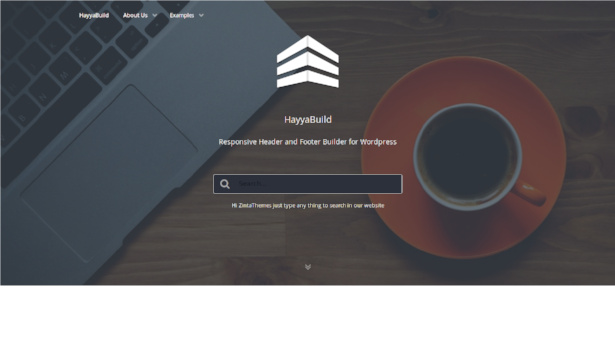 HayyaBuild About Us Examples
HayyaBuild
Responsive Header and Footer Builder for Wordpress
Search...
Hi ZintaThemes just type any thing to search in our website